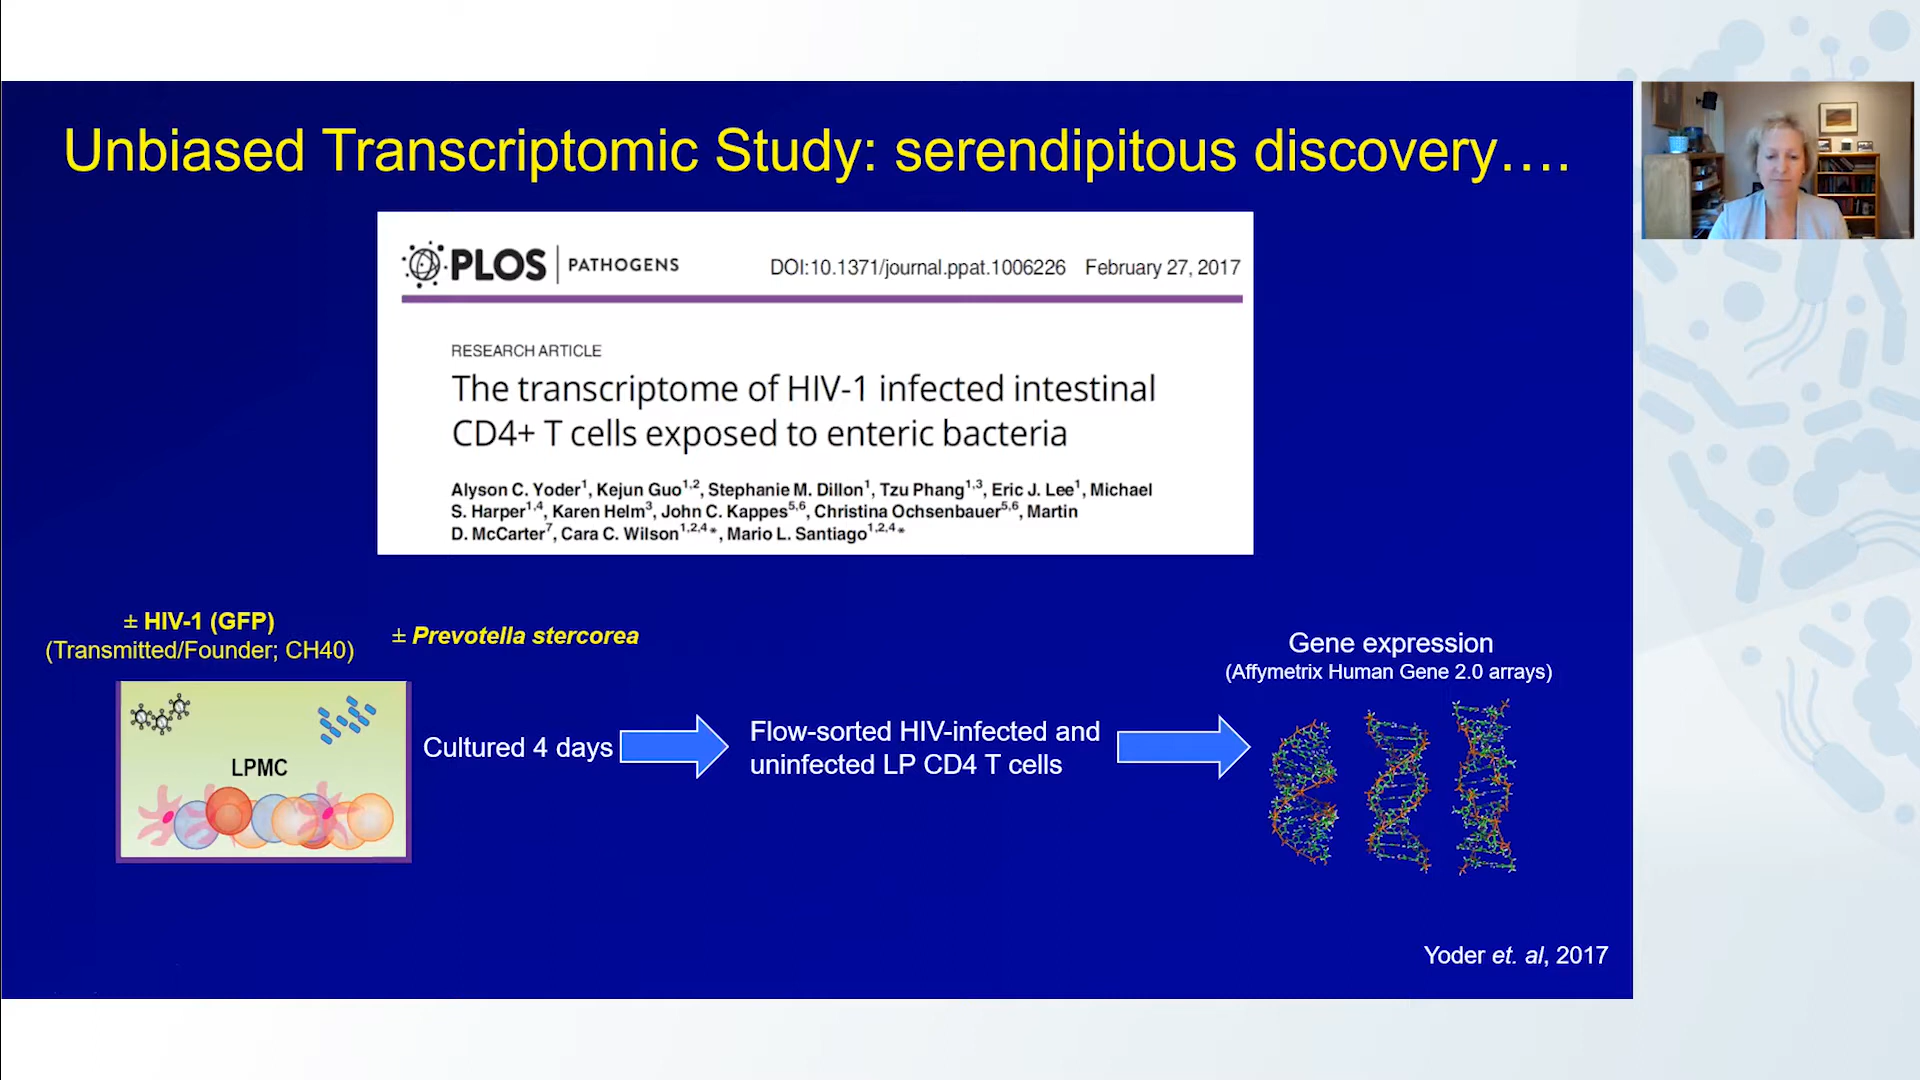 Unbiased Transcriptomic Study: serendipitous discovery….
PLOS | PATHOGENS
DOI:10.1371/journal.ppat.1006226 February 27, 2017
RESEARCH ARTICLE
The transcriptome of HIV-1 infected intestinal
CD4+ T cells exposed to enteric bacteria
Alyson C. Yoder1, Kejun Guo1,2, Stephanie M. Dillon1, Tzu Phang1,3, Eric J. Lee1, Michael
S. Harper1,4, Karen Helm3, John C. Kappes5,6, Christina Ochsenbauer5,6, Martin
D. McCarter7, Cara C. Wilson1,2,4*, Mario L. Santiago1,2,4*
± HIV-1 (GFP)
(Transmitted/Founder; CH40)
± Prevotella stercorea
LPMC
Cultured 4 days
Flow-sorted HIV-infected and
uninfected LP CD4 T cells
Gene expression
(Affymetrix Human Gene 2.0 arrays)
Yoder et. al, 2017